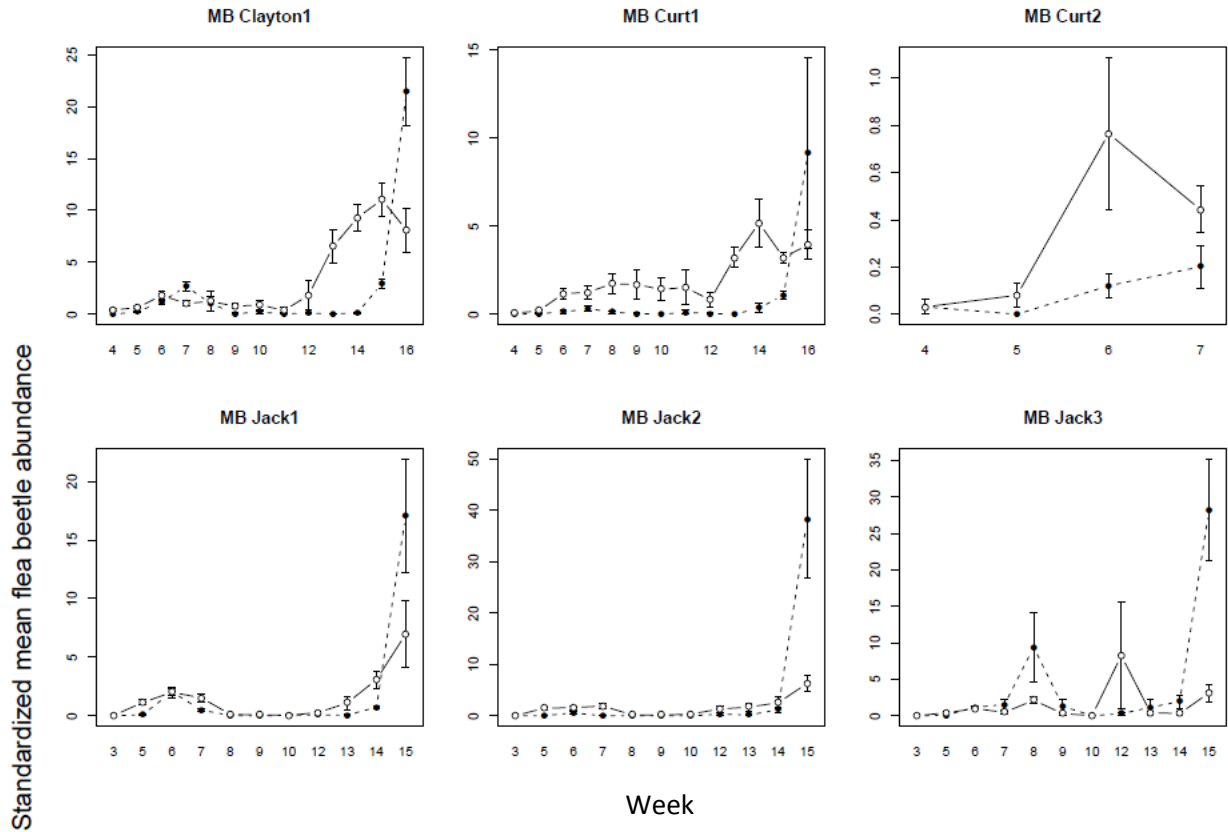 MB Clayton1
MB Curt1
MB Curt2
25
20
15
10
5
0
4 5 6 7 8 9 10 12 14 16
15
10
5
0
4 5 6 7 8 9 10 12 14 16
1.0
0.8
0.6
0.4
0.2
0.0
4 5 6 7
Standardized mean flea beetle abundance
MB Jack1
MB Jack2
MB Jack3
20
15
10
5
0
3 5 6 7 8 9 10 12 13 14 15
50
40
30
20
10
0
3 5 6 7 8 9 10 12 13 14 15
35
30
25
20
15
10
5
0
3 5 6 7 8 9 10 12 13 14 15
Week